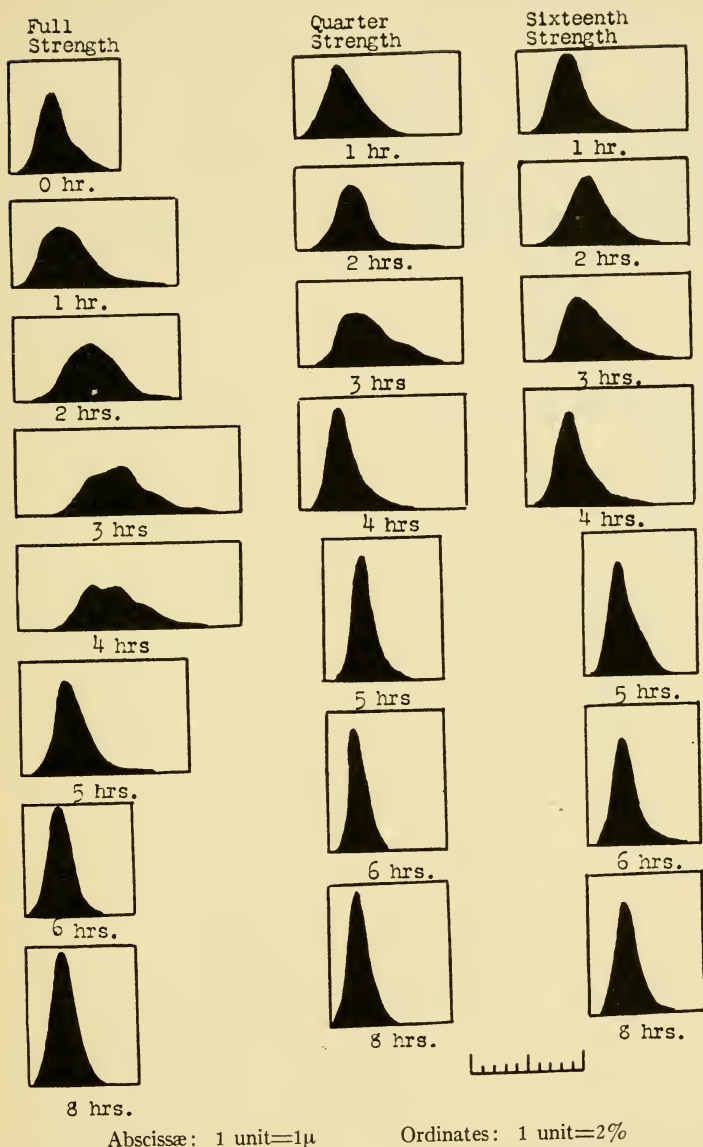 Full
Strength
0 hr.
1 hr.
2 hrs.
3 hrs
4 hrs
5 hrs.
6 hrs.
8 hrs.
Quarter
Strength
1 hr.
2 hrs.
3 hrs
4 hrs
5 hrs
6 hrs.
8 hrs.
Sixteenth
Strength
1 hr.
2 hrs.
3 hrs.
4 hrs.
5 hrs.
6 hrs.
8 hrs.
Abscissæ: 1 unit=1µ Ordinates: 1 unit=2%